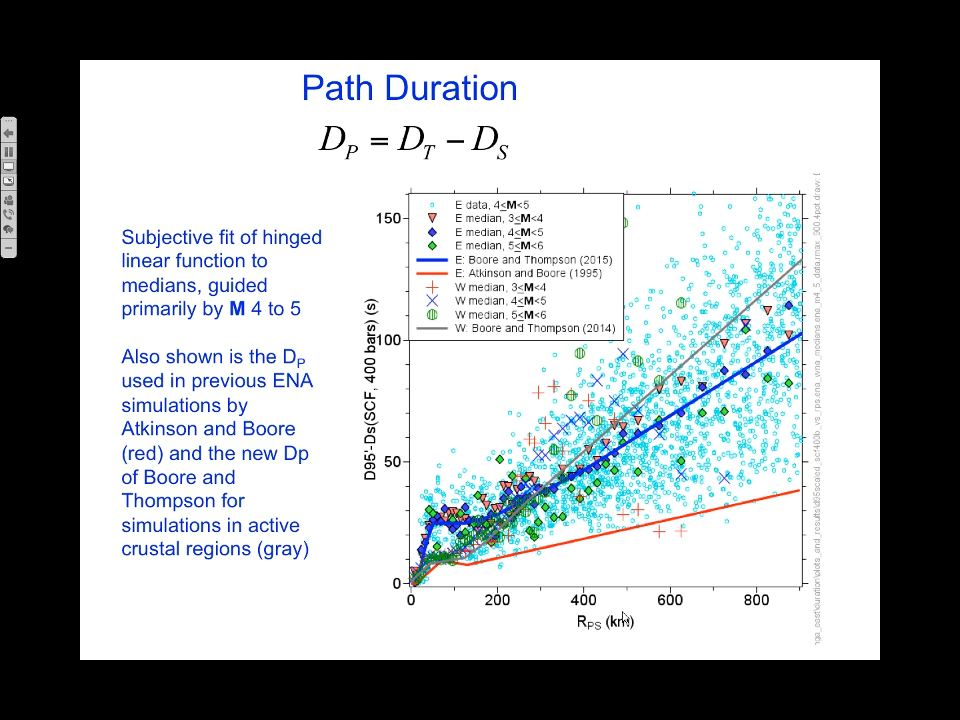 Path Duration
D_P = D_T − D_S
Subjective fit of hinged
linear function to
medians, guided
primarily by M 4 to 5
Also shown is the D_P
used in previous ENA
simulations by
Atkinson and Boore
(red) and the new Dp
of Boore and
Thompson for
simulations in active
crustal regions (gray)
E data, 4≤M<5
E median, 3≤M<4
E median, 4≤M<5
E median, 5≤M<6
E: Boore and Thompson (2015)
E: Atkinson and Boore (1995)
W median, 3≤M<4
W median, 4≤M<5
W median, 5≤M<6
W: Boore and Thompson (2014)
150
100
50
0
D95'-Ds(SCF, 400 bars) (s)
0 200 400 600 800
R_PS (km)